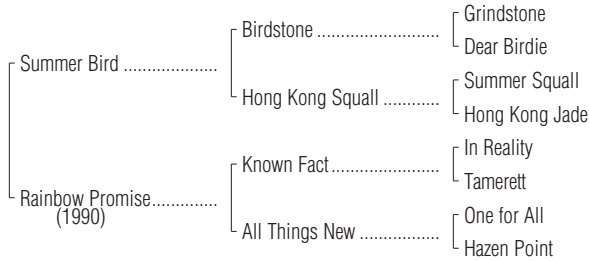 Grindstone
Birdstone ..........................
Dear Birdie
Summer Bird ....................
Summer Squall
Hong Kong Squall ............
Hong Kong Jade
In Reality
Known Fact.......................
Tamerett
Rainbow Promise..............
(1990)
One for All
All Things New .................
Hazen Point